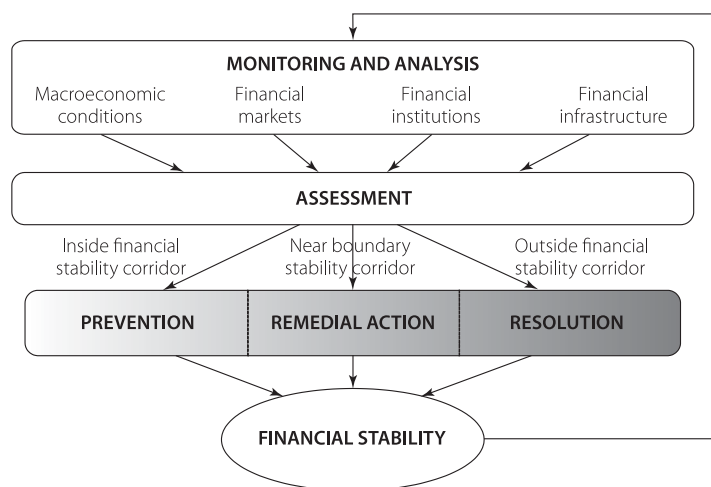 MONITORING AND ANALYSIS
Macroeconomic conditions
Financial markets
Financial institutions
Financial infrastructure
ASSESSMENT
Inside financial stability corridor
Near boundary stability corridor
Outside financial stability corridor
PREVENTION
REMEDIAL ACTION
RESOLUTION
FINANCIAL STABILITY